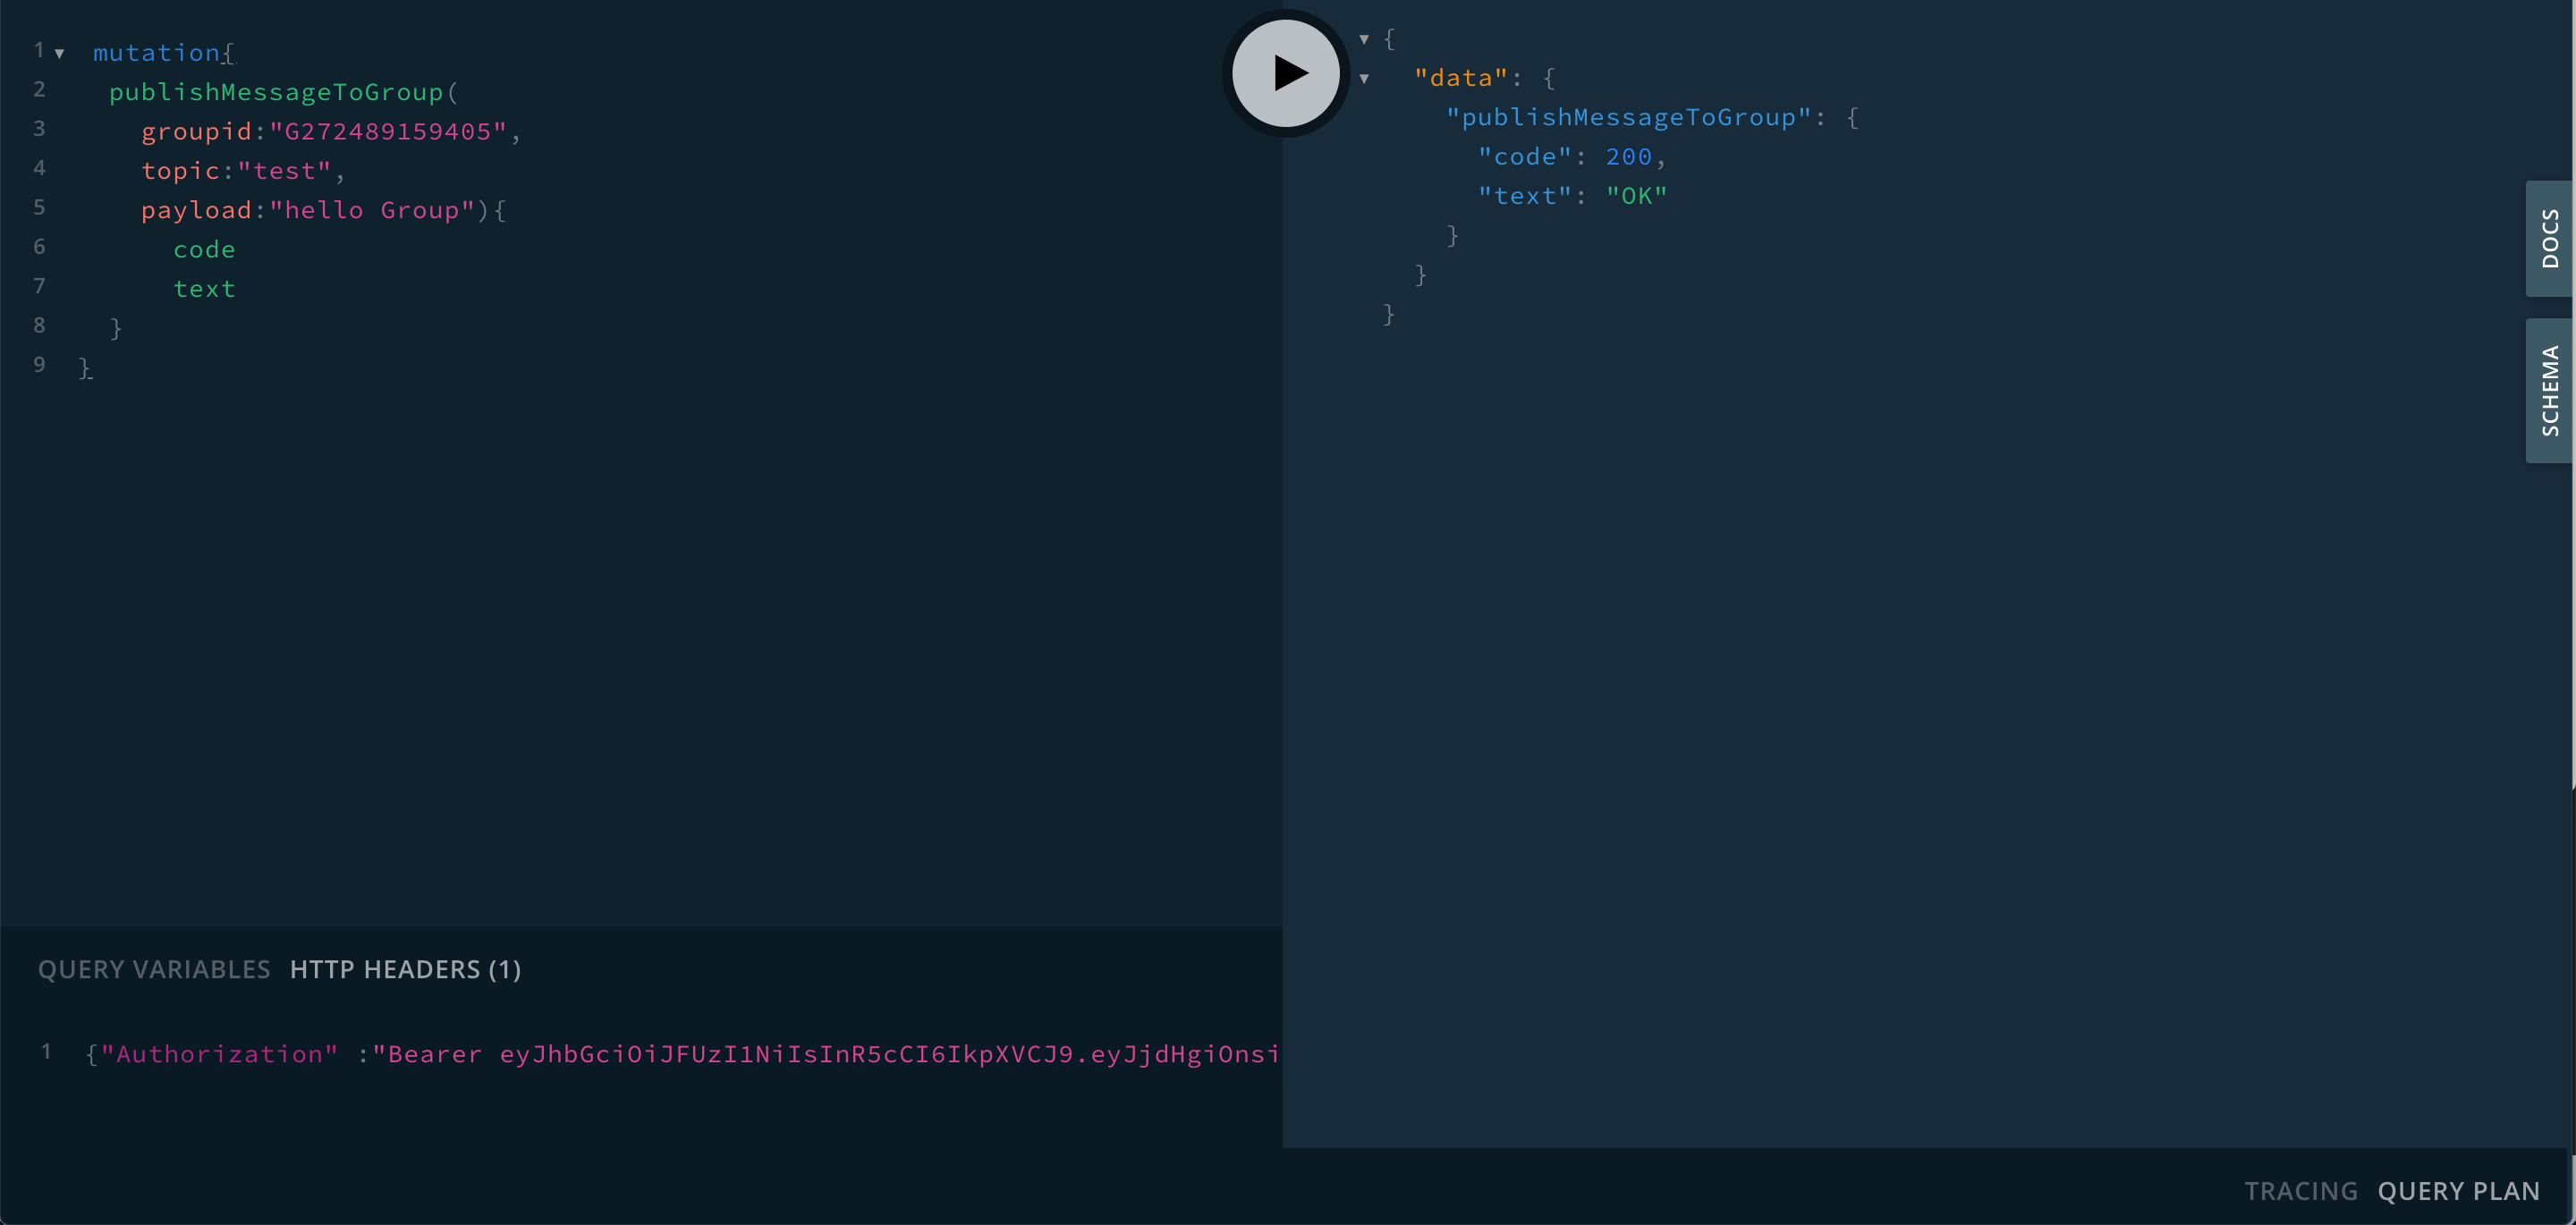 1 mutation{
2 publishMessageToGroup(
3 groupid:"G272489159405",
4 topic:"test",
5 payload:"hello Group"){
6 code
7 text
8 }
9 }
{
"data": {
"publishMessageToGroup": {
"code": 200,
"text": "OK"
}
}
}
DOCS
SCHEMA
QUERY VARIABLES HTTP HEADERS (1)
1 {"Authorization" :"Bearer eyJhbGciOiJFUzI1NiIsInR5cCI6IkpXVCJ9.eyJjdHgiOnsi
TRACING QUERY PLAN